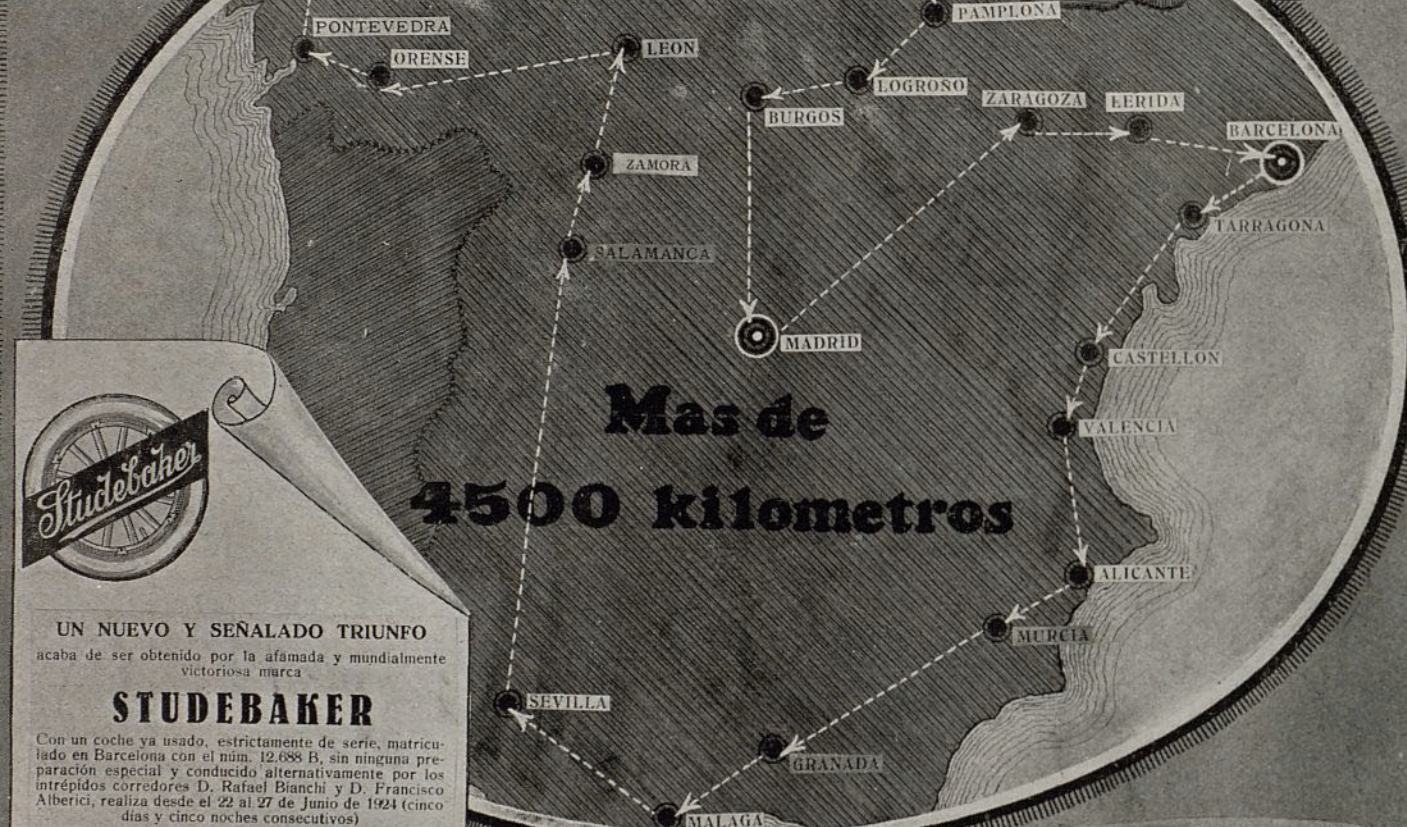 PAMPLONA
PONTEVEDRA
LEON
ORENSE
LOGROÑO
ZARAGOZA
LERIDA
BURGOS
BARCELONA
ZAMORA
TARRAGONA
SALAMANCA
MADRID
CASTELLON
Mas de
VALENCIA
4500 kilometros
Studebaker
ALICANTE
MURCIA
UN NUEVO Y SEÑALADO TRIUNFO
acaba de ser obtenido por la afamada y mundialmente
victoriosa marca
STUDEBAKER
SEVILLA
Con un coche ya usado, estrictamente de serie, matricu-
lado en Barcelona con el núm. 12.688 B, sin ninguna pre-
paración especial y conducido alternativamente por los
intrépidos corredores D. Rafael Bianchi y D. Francisco
Alberici, realiza desde el 22 al 27 de Junio de 1924 (cinco
días y cinco noches consecutivos)
GRANADA
MALAGA